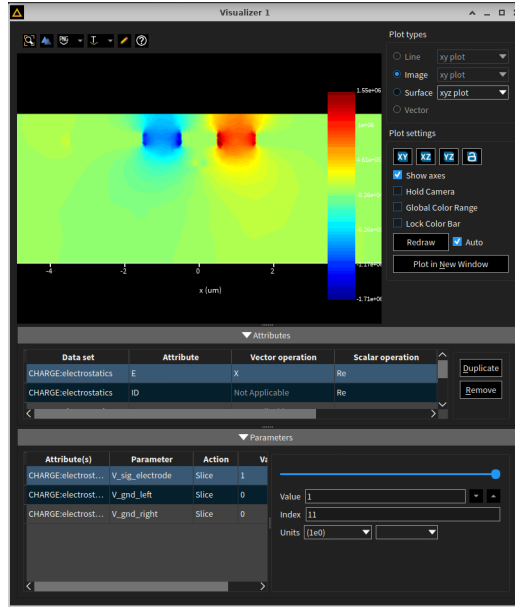 Visualizer 1
PNG
Plot types
Line xy plot
Image xy plot
Surface xyz plot
Vector
Plot settings
XY XZ YZ
Show axes
Hold Camera
Global Color Range
Lock Color Bar
Redraw Auto
Plot in New Window
1.55e+06
-4 -2 0 2
x (um)
-1.71e+06
Attributes
Data set Attribute Vector operation Scalar operation
CHARGE:electrostatics E X Re
CHARGE:electrostatics ID Not Applicable Re
Duplicate
Remove
Parameters
Attribute(s) Parameter Action Va
CHARGE:electrost... V_sig_electrode Slice 1
CHARGE:electrost... V_gnd_left Slice 0
CHARGE:electrost... V_gnd_right Slice 0
Value 1
Index 11
Units (1e0)